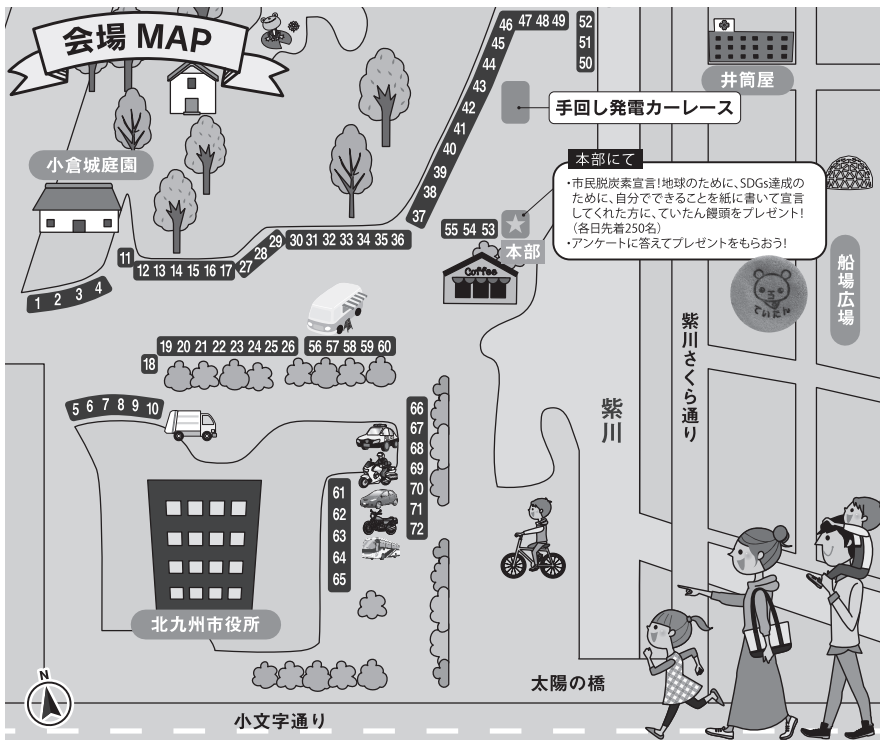 会場 MAP
井筒屋
手回し発電カーレース
小倉城庭園
本部にて
・市民脱炭素宣言!地球のために、SDGs達成の
ために、自分でできることを紙に書いて宣言
してくれた方に、ていたん饅頭をプレゼント!
(各日先着250名)
・アンケートに答えてプレゼントをもらおう!
本部
Coffee
船場広場
ていたん
紫川さくら通り
紫川
46 47 48 49
45
44
43
42
41
40
39
38
37
52
51
50
55 54 53
11
12 13 14 15 16 17
27
28
29
30 31 32 33 34 35 36
1 2 3 4
18
19 20 21 22 23 24 25 26
56 57 58 59 60
5 6 7 8 9 10
66
67
68
69
70
71
72
61
62
63
64
65
北九州市役所
太陽の橋
N
小文字通り